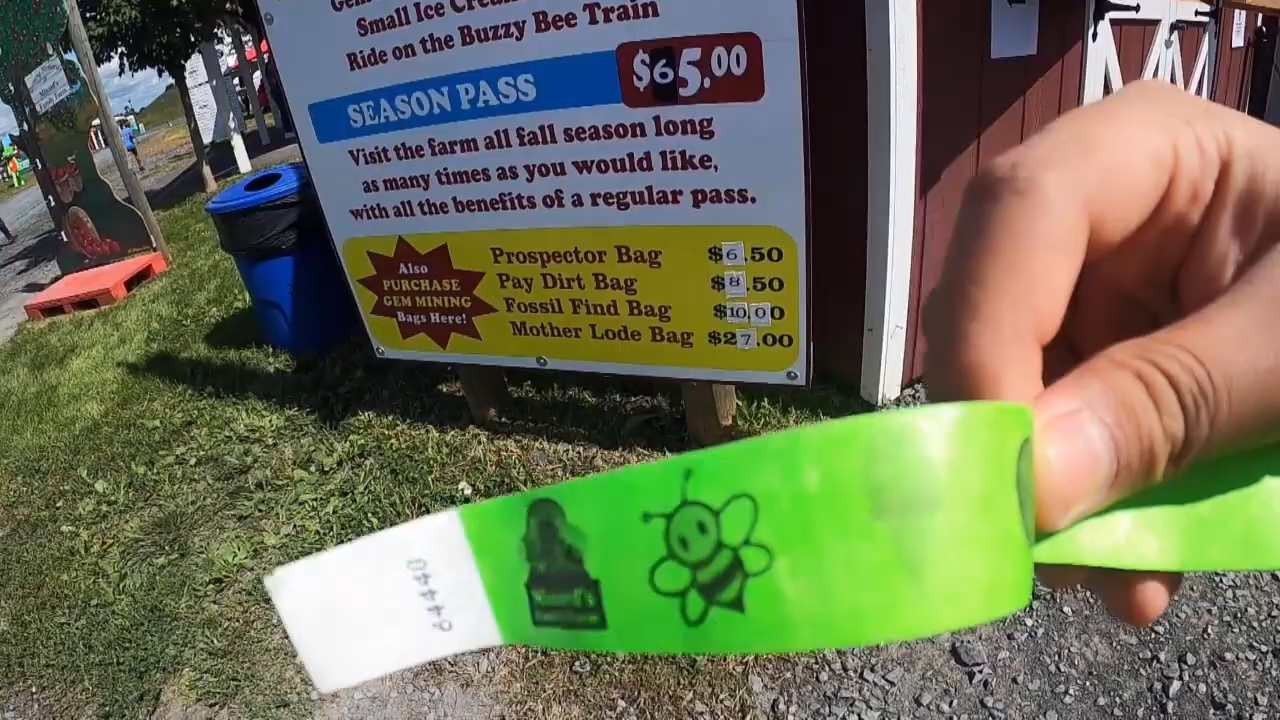 Small Ice
Ride on the Buzzy Bee Train
SEASON PASS $65.00
Visit the farm all fall season long
as many times as you would like,
with all the benefits of a regular pass.
Also
PURCHASE
GEM MINING
Bags Here!
Prospector Bag $6.50
Pay Dirt Bag $8.50
Fossil Find Bag $10.00
Mother Lode Bag $27.00